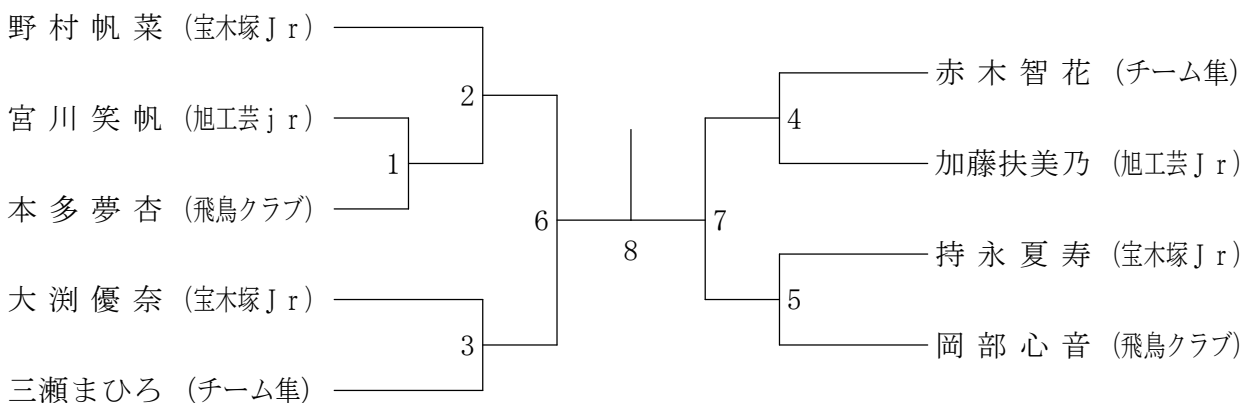 野村帆菜 (宝木塚Jr)
宮川笑帆 (旭工芸jr)
本多夢杏 (飛鳥クラブ)
大渕優奈 (宝木塚Jr)
三瀬まひろ (チーム隼)
1
2
3
6
8
7
4
5
赤木智花 (チーム隼)
加藤扶美乃 (旭工芸Jr)
持永夏寿 (宝木塚Jr)
岡部心音 (飛鳥クラブ)